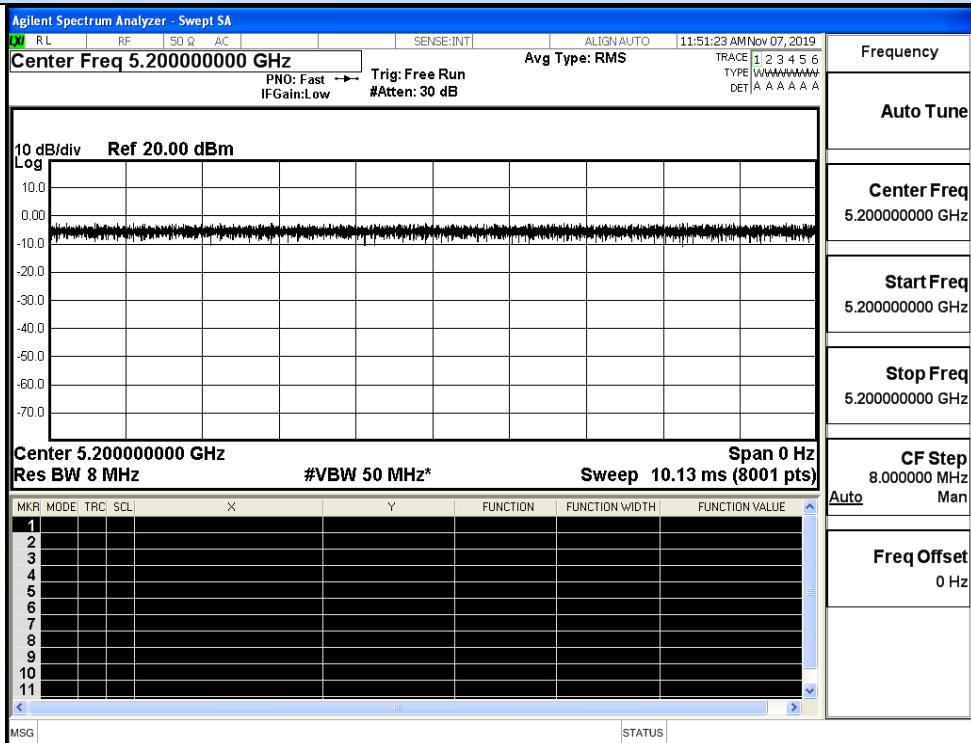 Agilent Spectrum Analyzer - Swept SA
LXI RL RF 50 Ω AC SENSE:INT ALIGN AUTO 11:51:23 AM Nov 07, 2019
Center Freq 5.200000000 GHz
Avg Type: RMS
TRACE 1 2 3 4 5 6
PNO: Fast Trig: Free Run
TYPE WWWWWW
IFGain:Low #Atten: 30 dB
DET A A A A A A
10 dB/div Ref 20.00 dBm
Log
10.0
0.00
-10.0
-20.0
-30.0
-40.0
-50.0
-60.0
-70.0
Center 5.200000000 GHz Span 0 Hz
Res BW 8 MHz #VBW 50 MHz* Sweep 10.13 ms (8001 pts)
MKR MODE TRC SCL X Y FUNCTION FUNCTION WIDTH FUNCTION VALUE
1
2
3
4
5
6
7
8
9
10
11
MSG STATUS
Frequency
Auto Tune
Center Freq
5.200000000 GHz
Start Freq
5.200000000 GHz
Stop Freq
5.200000000 GHz
CF Step
8.000000 MHz
Auto Man
Freq Offset
0 Hz